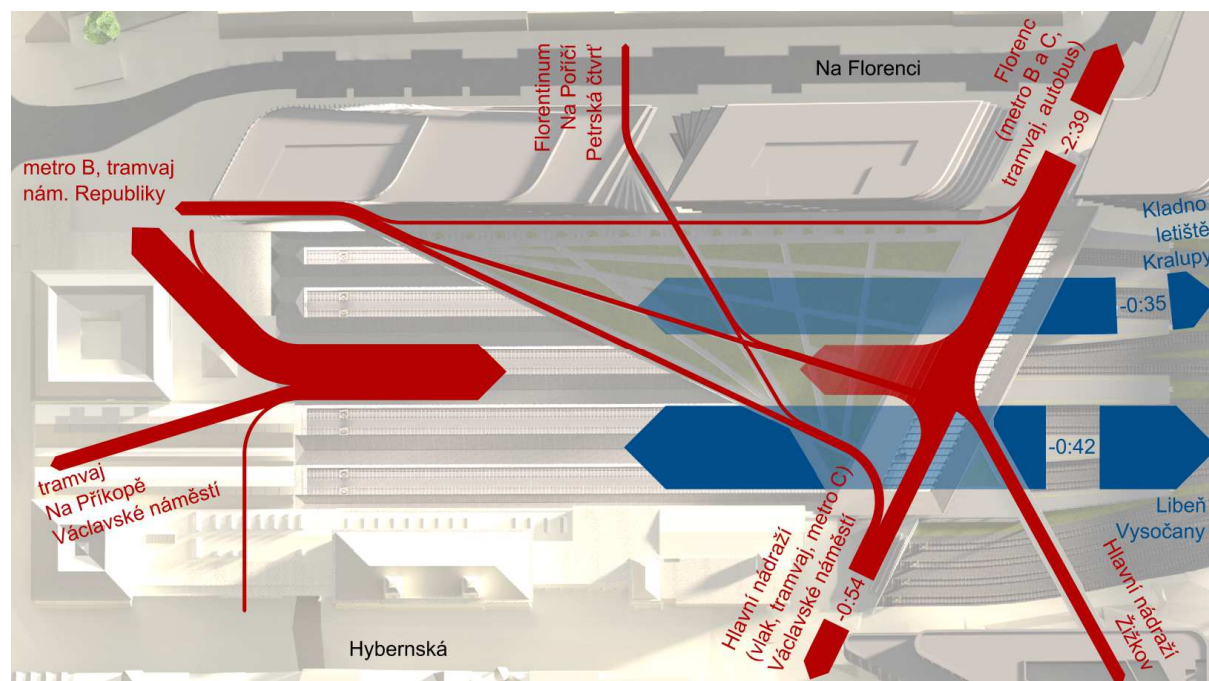 Na Florenci
Florentinum
Na Poříčí
Petrská čtvrť
Florenc
(metro B a C,
tramvaj, autobus)
-2:39
metro B, tramvaj
nám. Republiky
Kladno
letiště
Kralupy
-0:35
-0:42
Libeň
Vysočany
tramvaj
Na Příkopě
Václavské náměstí
Hlavní nádraží
(vlak, tramvaj, metro C)
Václavské náměstí
-0:54
Hlavní nádraží
Žižkov
Hybernská